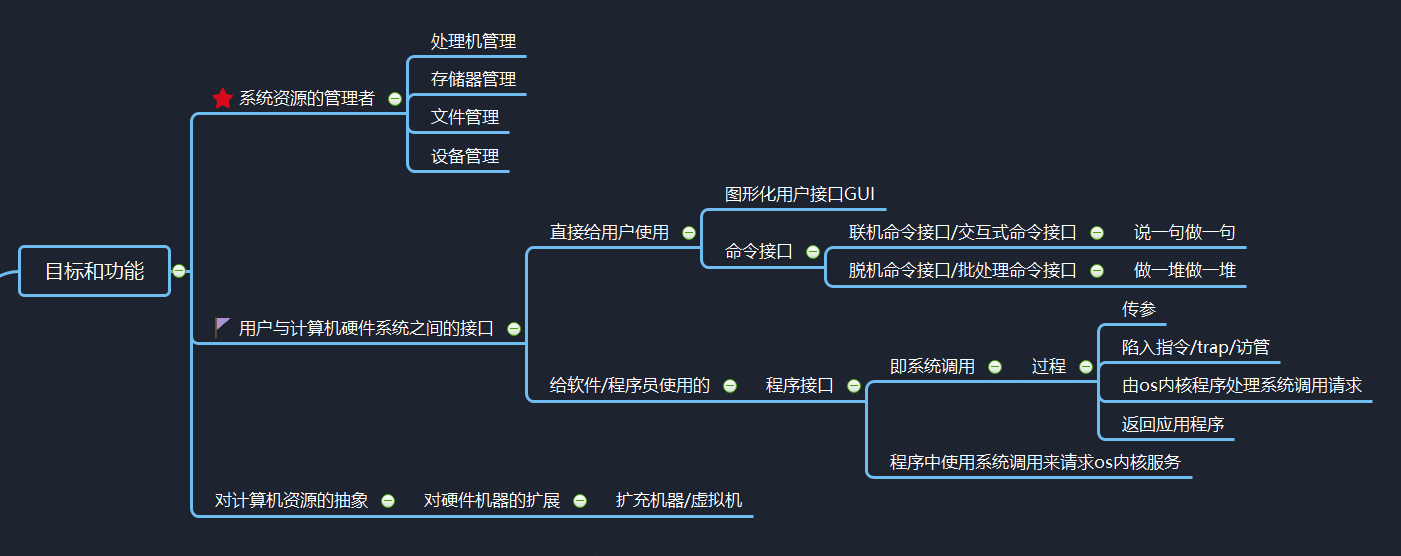 目标和功能
系统资源的管理者
处理机管理
存储器管理
文件管理
设备管理
用户与计算机硬件系统之间的接口
直接给用户使用
图形化用户接口GUI
命令接口
联机命令接口/交互式命令接口
说一句做一句
脱机命令接口/批处理命令接口
做一堆做一堆
给软件/程序员使用的
程序接口
即系统调用
过程
传参
陷入指令/trap/访管
由os内核程序处理系统调用请求
返回应用程序
程序中使用系统调用来请求os内核服务
对计算机资源的抽象
对硬件机器的扩展
扩充机器/虚拟机